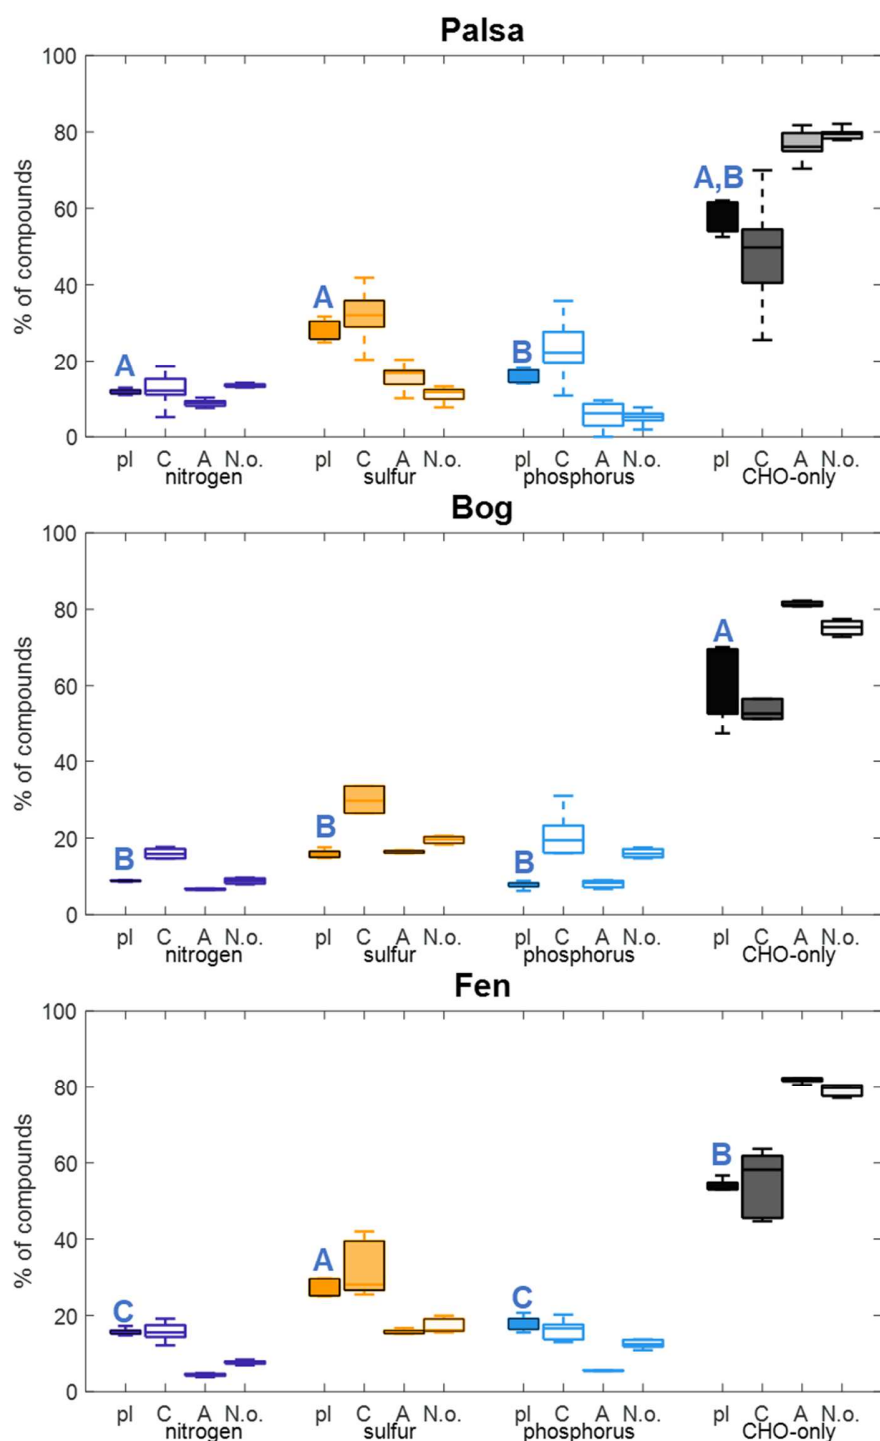 Palsa
100
80
60
40
20
0
% of compounds
A
A
B
A,B
pl C A N.o. pl C A N.o. pl C A N.o. pl C A N.o.
nitrogen sulfur phosphorus CHO-only
Bog
100
80
60
40
20
0
% of compounds
B
B
B
A
pl C A N.o. pl C A N.o. pl C A N.o. pl C A N.o.
nitrogen sulfur phosphorus CHO-only
Fen
100
80
60
40
20
0
% of compounds
C
A
C
B
pl C A N.o. pl C A N.o. pl C A N.o. pl C A N.o.
nitrogen sulfur phosphorus CHO-only